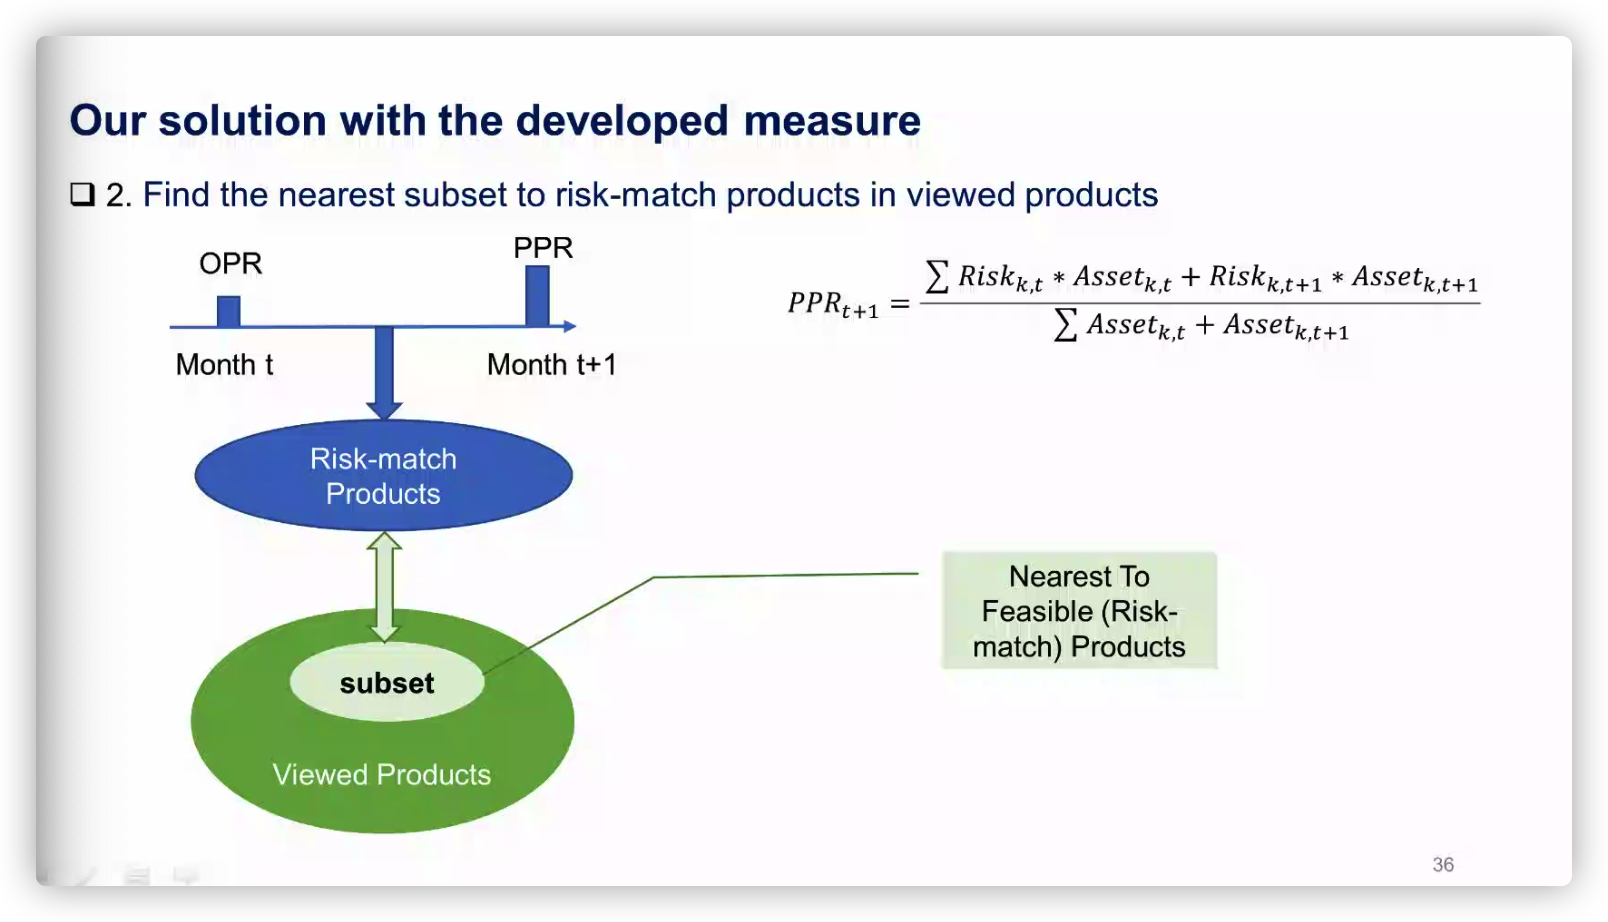 Our solution with the developed measure
❑ 2. Find the nearest subset to risk-match products in viewed products
OPR
PPR
Month t
Month t+1
PPR_{t+1} = \frac{\sum Risk_{k,t} * Asset_{k,t} + Risk_{k,t+1} * Asset_{k,t+1}}{\sum Asset_{k,t} + Asset_{k,t+1}}
Risk-match
Products
Nearest To
Feasible (Risk-
match) Products
subset
Viewed Products
36